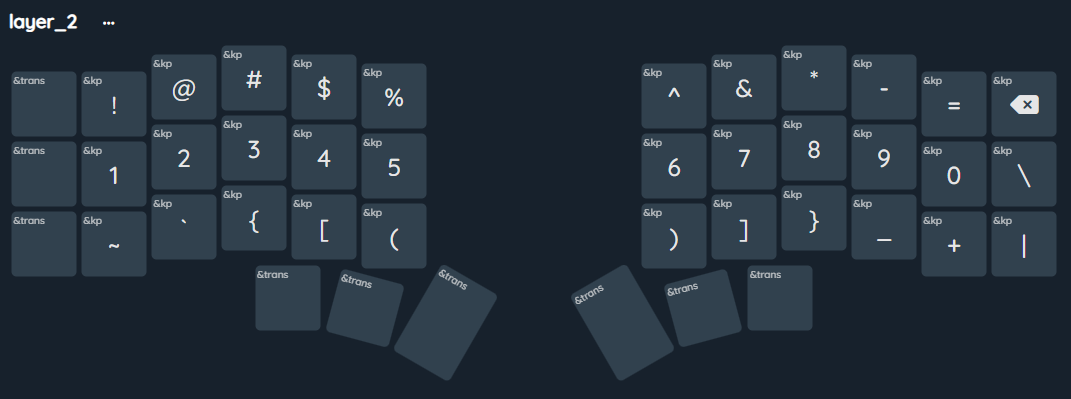 layer_2 ...
&trans &kp ! &kp @ &kp # &kp $ &kp % &kp ^ &kp & &kp * &kp - &kp = &kp
&trans &kp 1 &kp 2 &kp 3 &kp 4 &kp 5 &kp 6 &kp 7 &kp 8 &kp 9 &kp 0 &kp \
&trans &kp ~ &kp ` &kp { &kp [ &kp ( &kp ) &kp ] &kp } &kp _ &kp + &kp |
&trans &trans &trans &trans &trans &trans